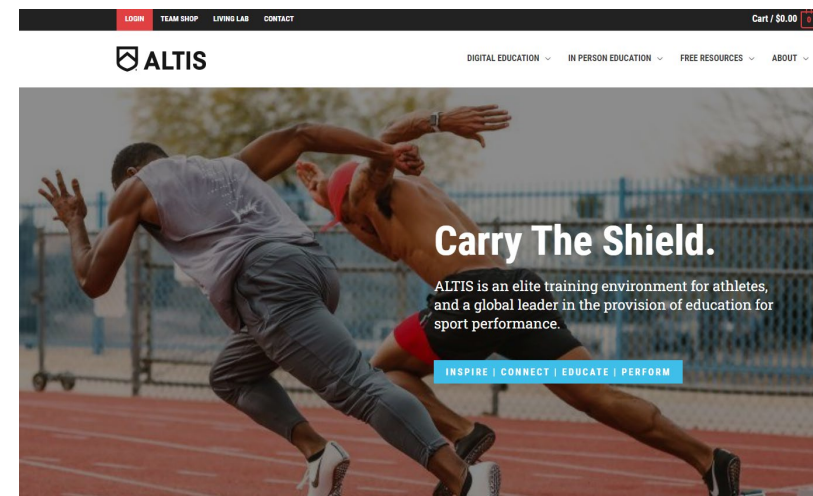 LOGIN TEAM SHOP LIVING LAB CONTACT Cart / $0.00 0
ALTIS DIGITAL EDUCATION IN PERSON EDUCATION FREE RESOURCES ABOUT
Carry The Shield.
ALTIS is an elite training environment for athletes,
and a global leader in the provision of education for
sport performance.
INSPIRE | CONNECT | EDUCATE | PERFORM